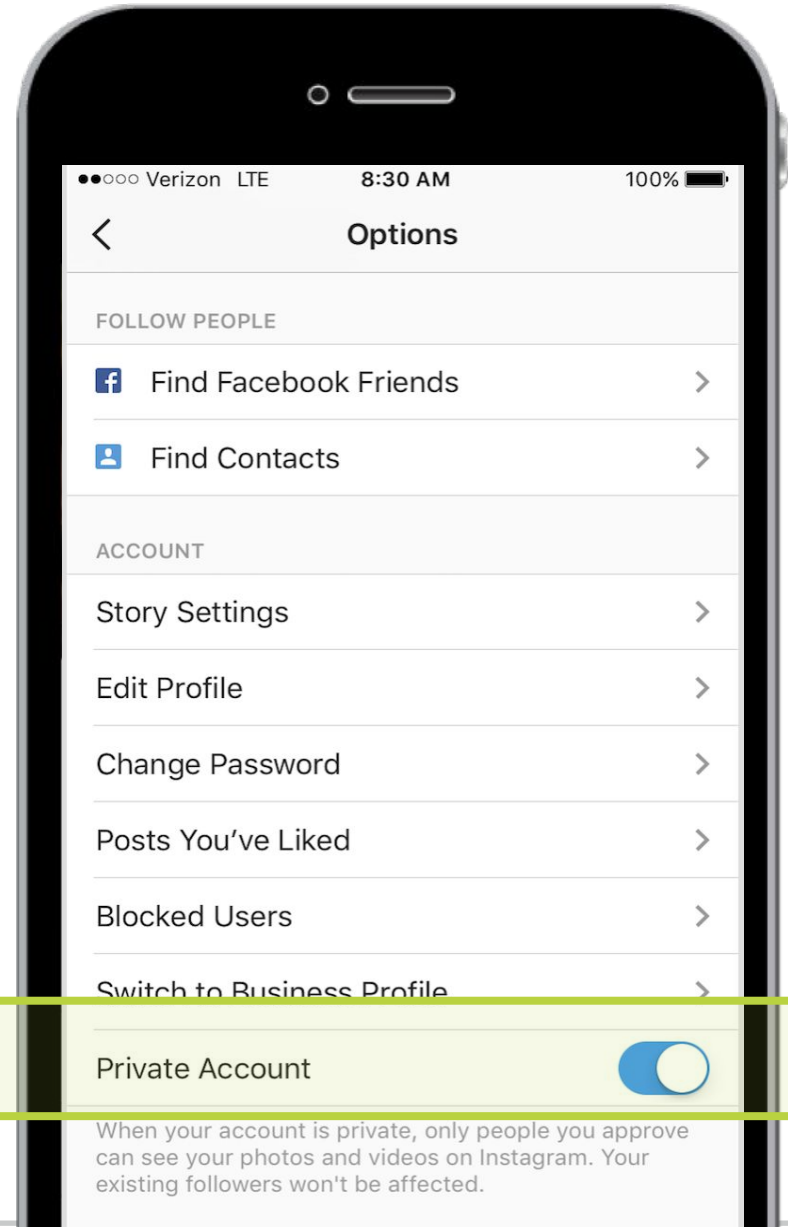 Verizon LTE 8:30 AM 100%
Options
FOLLOW PEOPLE
Find Facebook Friends
Find Contacts
ACCOUNT
Story Settings
Edit Profile
Change Password
Posts You’ve Liked
Blocked Users
Switch to Business Profile
Private Account
When your account is private, only people you approve
can see your photos and videos on Instagram. Your
existing followers won't be affected.